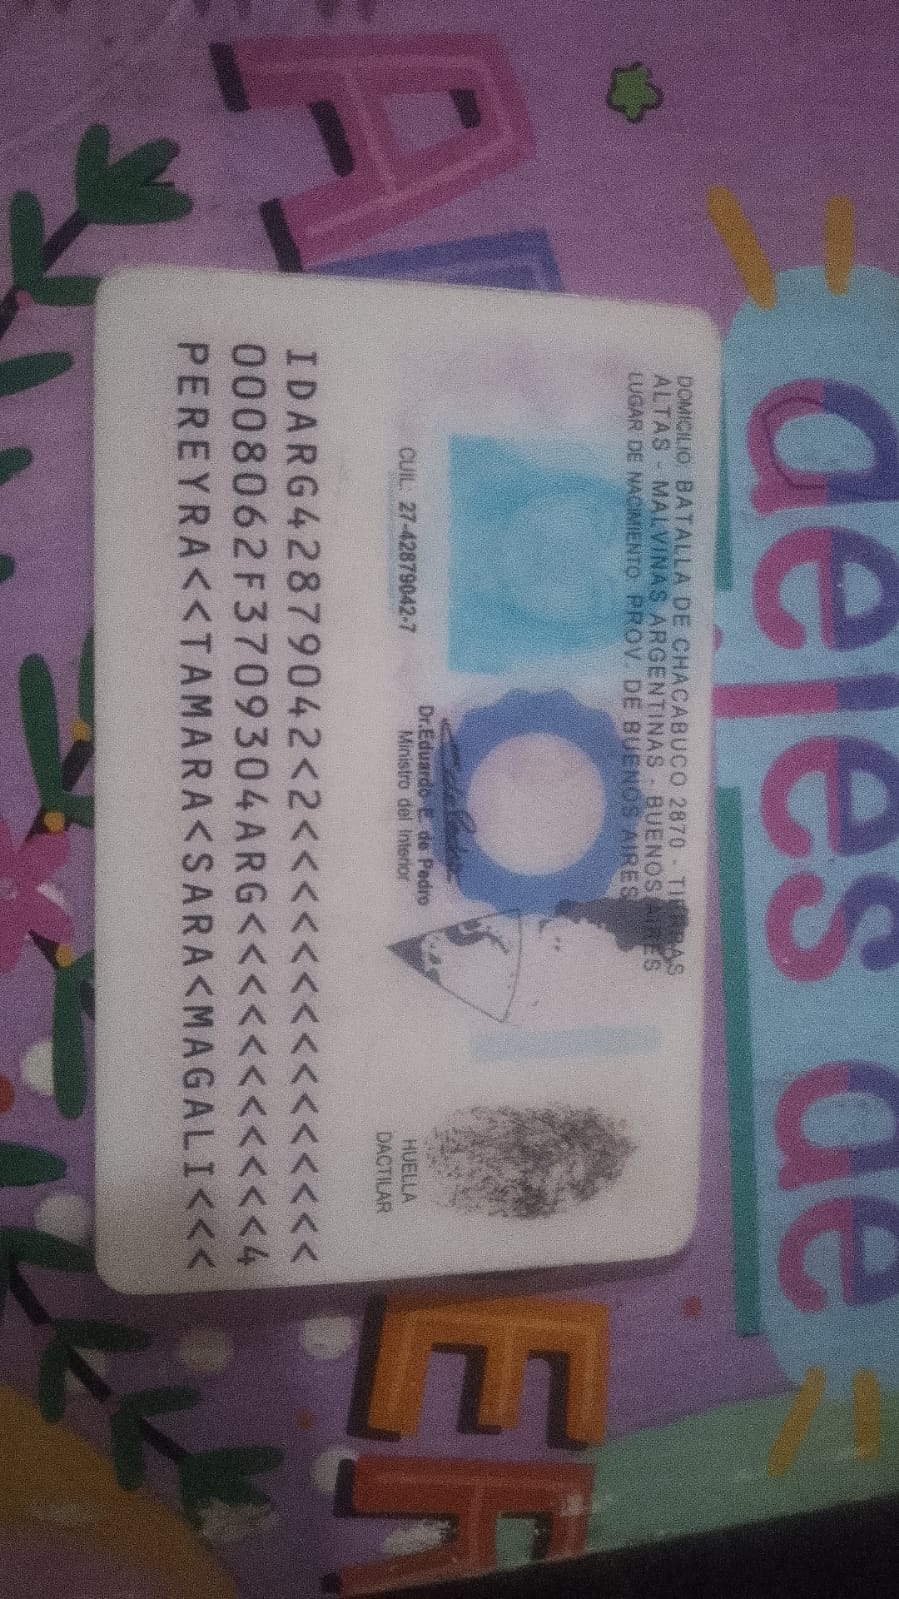 DOMICILIO: BATALLA DE CHACABUCO 2870 - TIERRAS
ALTAS - MALVINAS ARGENTINAS - BUENOS AIRES
LUGAR DE NACIMIENTO: PROV. DE BUENOS AIRES
Dr.Eduardo E. de Pedro
Ministro del Interior
CUIL: 27-42879042-7
HUELLA
DACTILAR
IDARG42879042<2<<<<<<<<<<<<<<<
0008062F3709304ARG<<<<<<<<<<<4
PEREYRA<<TAMARA<SARA<MAGALI<<<